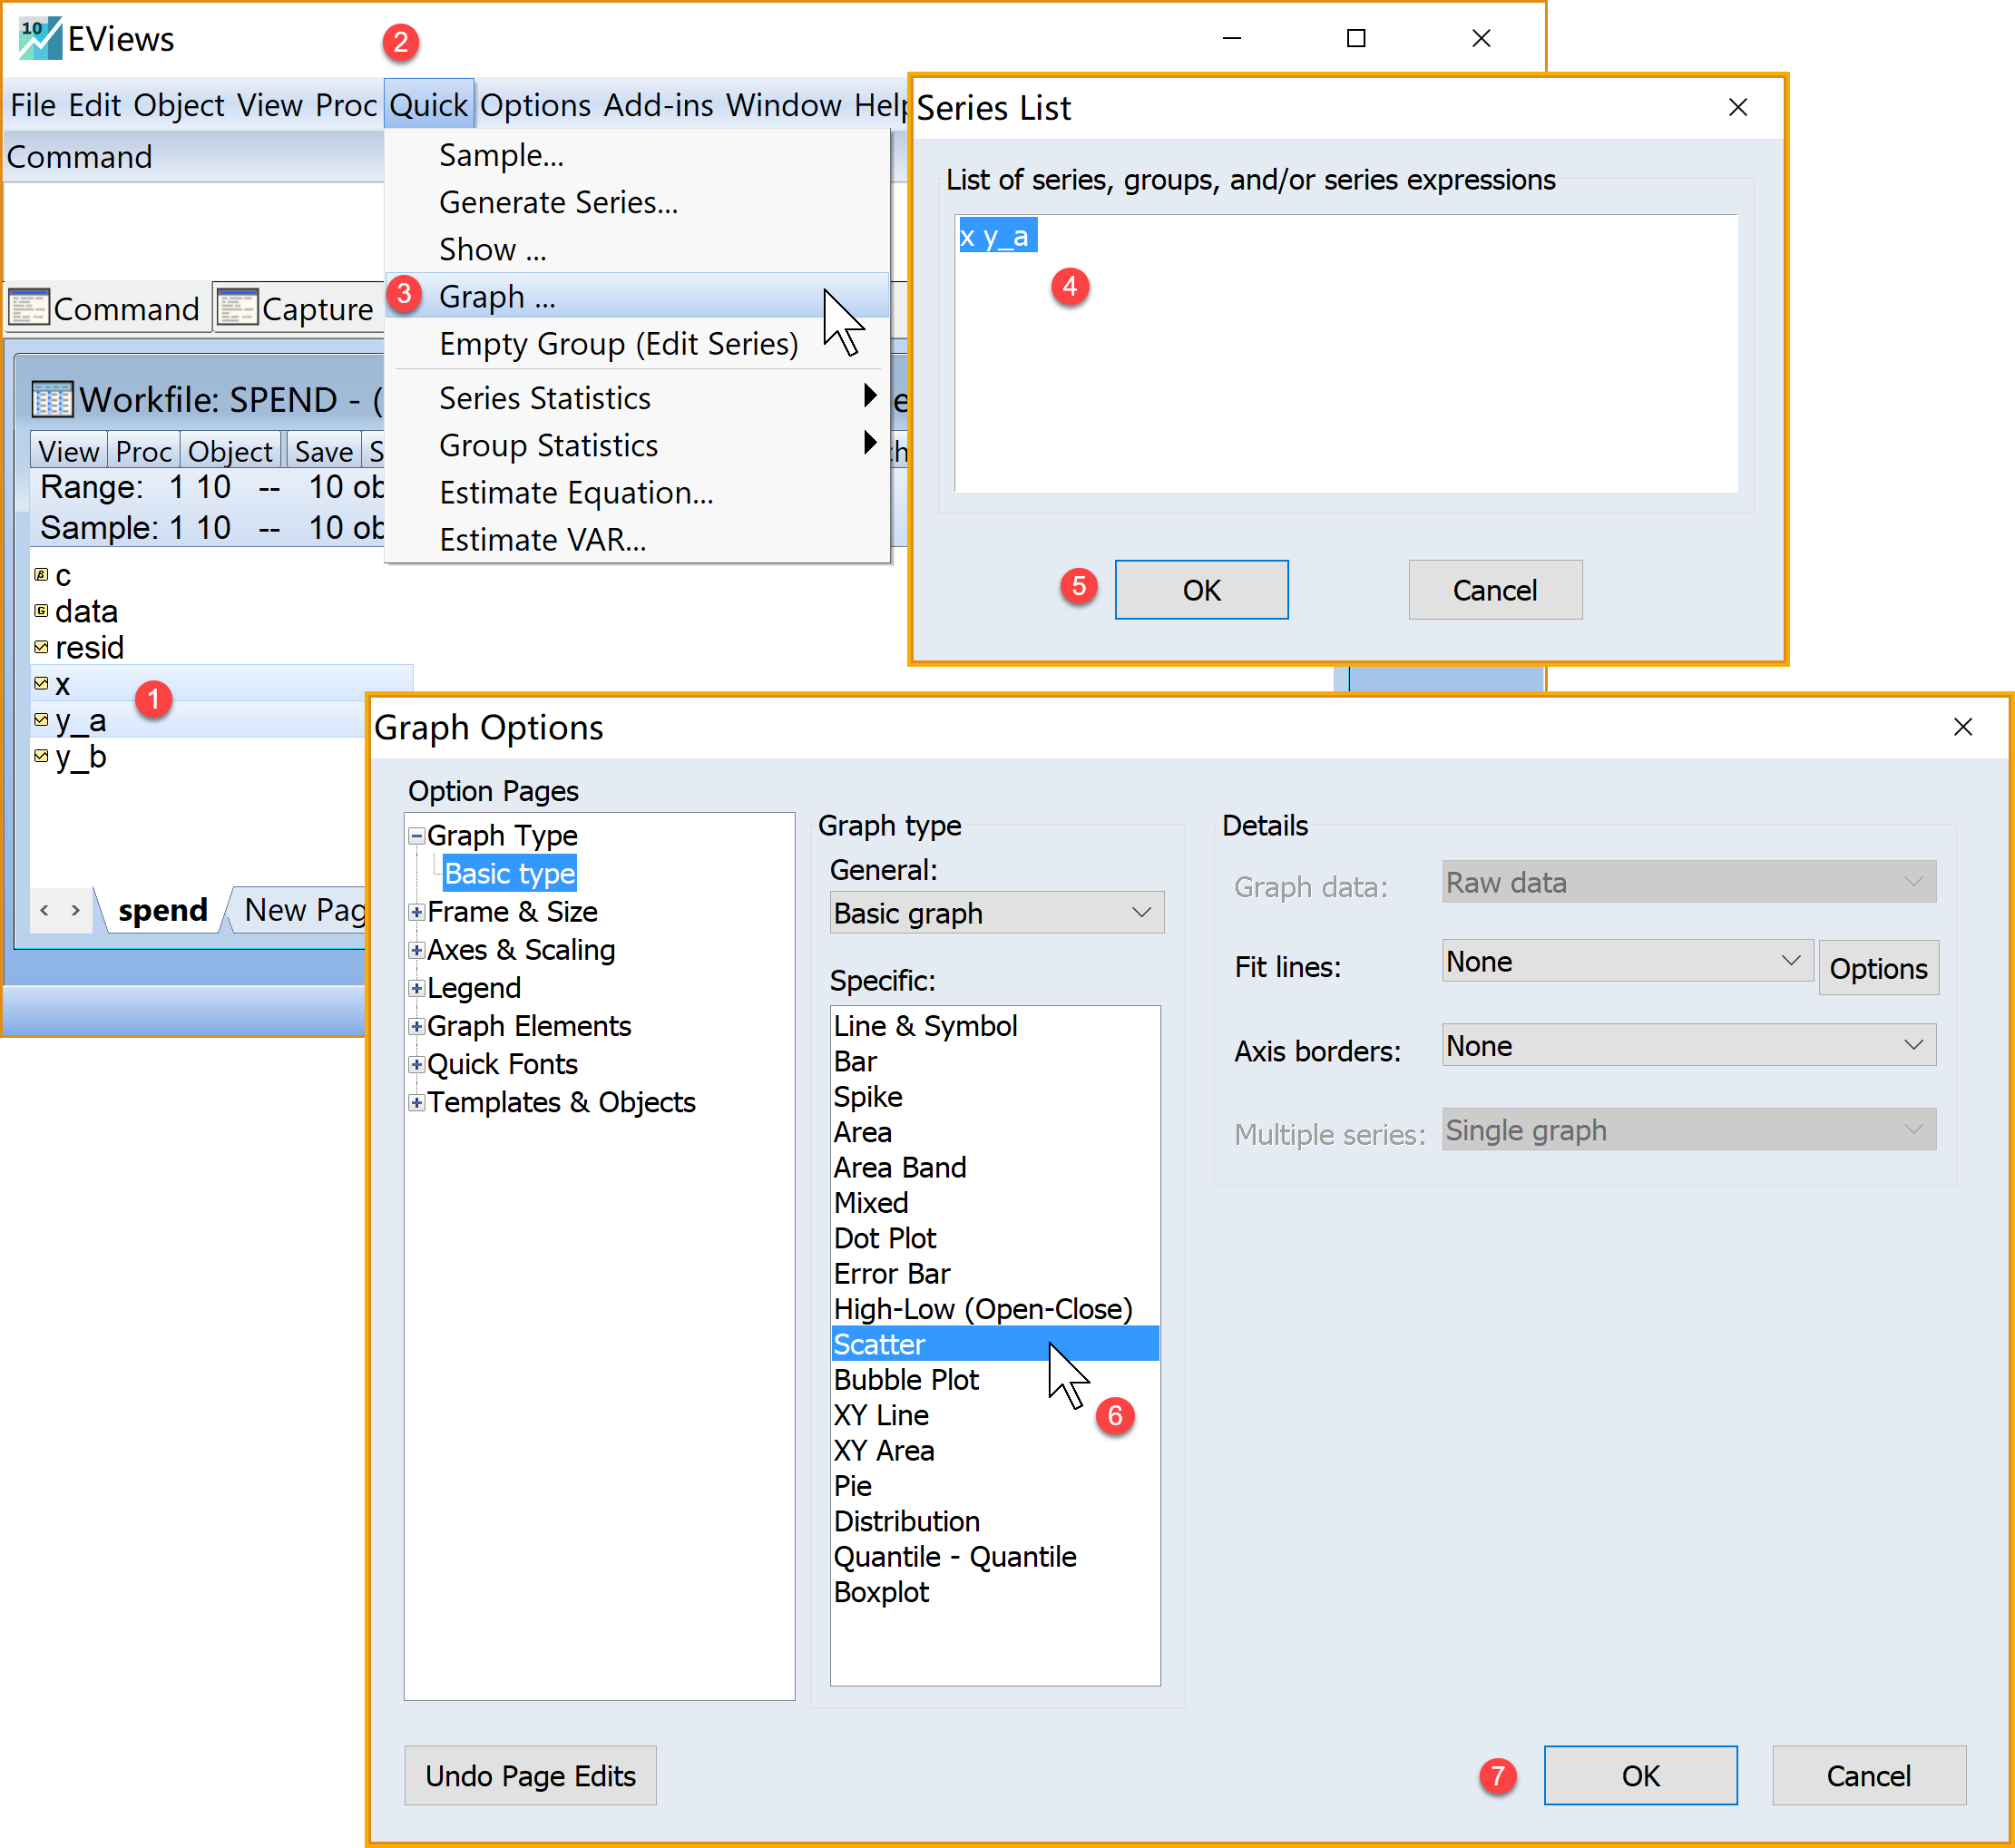 10 EViews
2
File Edit Object View Proc Quick Options Add-ins Window Help
Command
Sample...
Generate Series...
Show ...
3 Graph ...
Empty Group (Edit Series)
Series Statistics
Group Statistics
Estimate Equation...
Estimate VAR...
Command Capture
Workfile: SPEND - (
View Proc Object Save S
Range: 1 10 -- 10 ob
Sample: 1 10 -- 10 ob
c
data
resid
x
1
y_a
y_b
spend New Pag
Series List
List of series, groups, and/or series expressions
x y_a
4
5 OK Cancel
Graph Options
Option Pages
Graph Type
Basic type
Frame & Size
Axes & Scaling
Legend
Graph Elements
Quick Fonts
Templates & Objects
Graph type
General:
Basic graph
Specific:
Line & Symbol
Bar
Spike
Area
Area Band
Mixed
Dot Plot
Error Bar
High-Low (Open-Close)
Scatter
Bubble Plot
XY Line
6
XY Area
Pie
Distribution
Quantile - Quantile
Boxplot
Details
Graph data: Raw data
Fit lines: None Options
Axis borders: None
Multiple series: Single graph
Undo Page Edits
7 OK Cancel